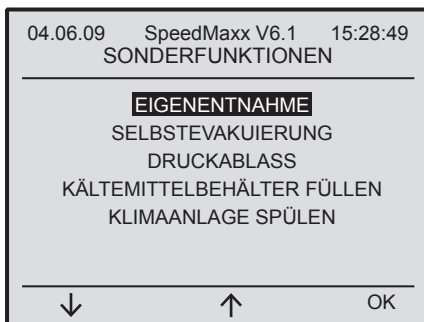 04.06.09 SpeedMaxx V6.1 15:28:49
SONDERFUNKTIONEN
EIGENENTNAHME
SELBSTEVAKUIERUNG
DRUCKABLASS
KÄLTEMITTELBEHÄLTER FÜLLEN
KLIMAANLAGE SPÜLEN
↓ ↑ OK